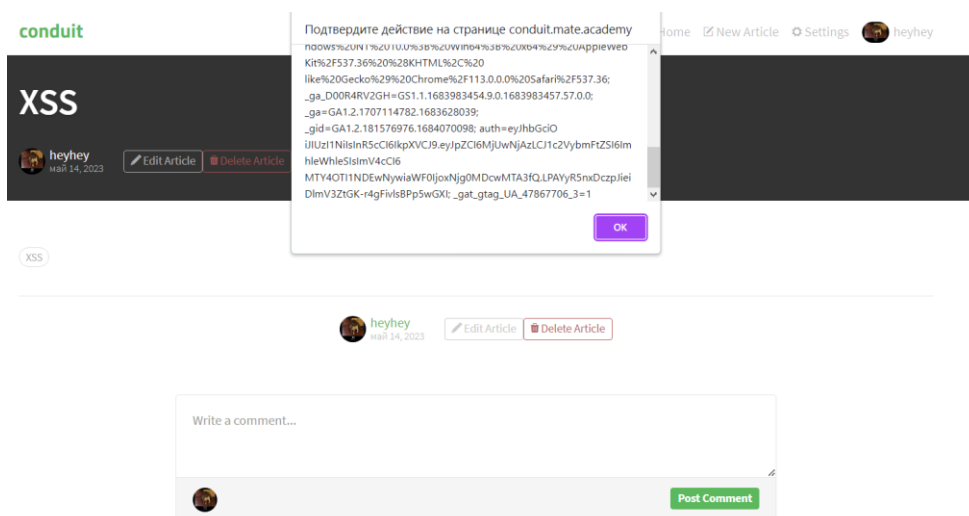 conduit
Home New Article Settings heyhey
Подтвердите действие на странице conduit.mate.academy
ndows%20NT%2010.0%3B%20Win64%3B%20x64%29%20AppleWeb
Kit%2F537.36%20%28KHTML%2C%20
like%20Gecko%29%20Chrome%2F113.0.0.0%20Safari%2F537.36;
_ga_D00R4RV2GH=GS1.1.1683983454.9.0.1683983457.57.0.0;
_ga=GA1.2.1707114782.1683628039;
_gid=GA1.2.181576976.1684070098; auth=eyJhbGciO
iJIUzI1NiIsInR5cCI6IkpXVCJ9.eyJpZCI6MjUwNjAzLCJ1c2VybmFtZSI6Im
hleWhleSIsImV4cCI6
MTY4OTI1NDEwNywiaWF0IjoxNjg0MDcwMTA3fQ.LPAYyR5nxDczpJiei
DlmV3ZtGK-r4gFivlsBPp5wGXI; _gat_gtag_UA_47867706_3=1
OK
XSS
heyhey
май 14, 2023
Edit Article Delete Article
XSS
heyhey
май 14, 2023
Edit Article Delete Article
Write a comment...
Post Comment